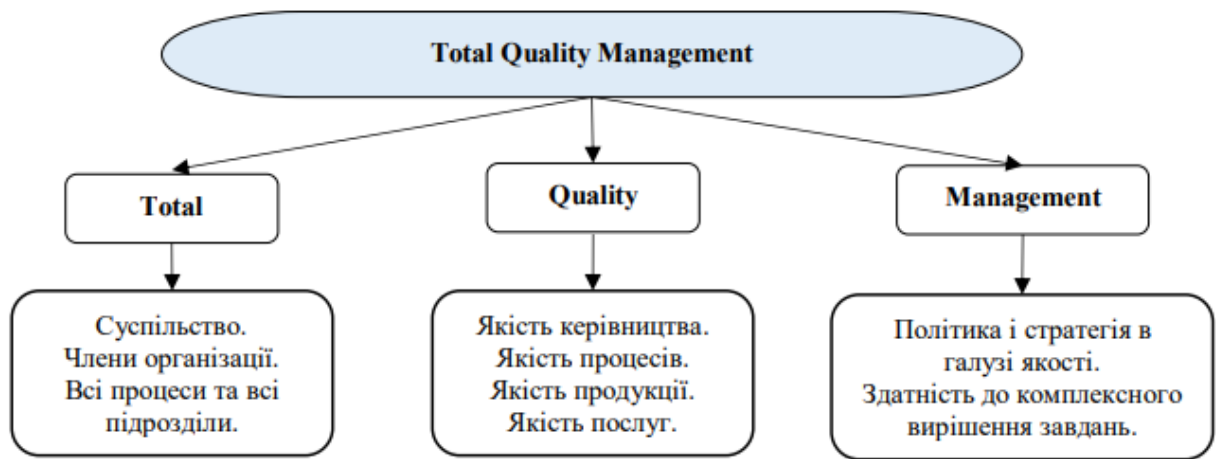 Total Quality Management
Total
Quality
Management
Суспільство.
Члени організації.
Всі процеси та всі
підрозділи.
Якість керівництва.
Якість процесів.
Якість продукції.
Якість послуг.
Політика і стратегія в
галузі якості.
Здатність до комплексного
вирішення завдань.